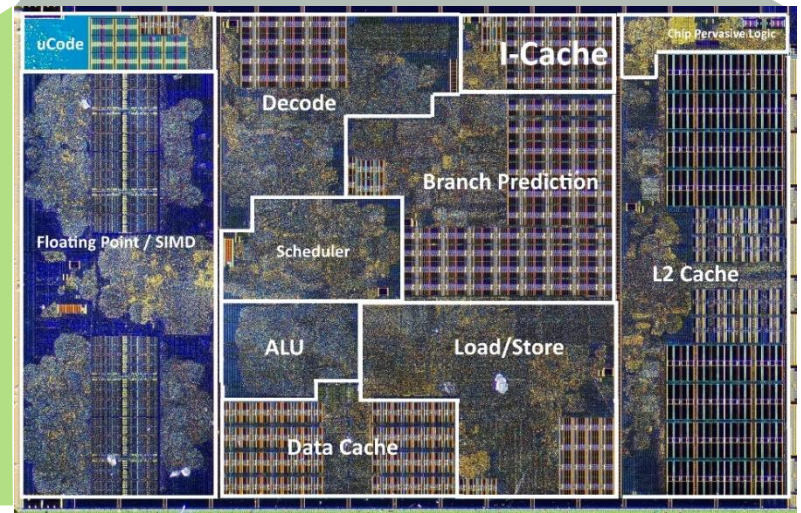 uCode
Decode
I-Cache
Chip Pervasive Logic
Branch Prediction
Floating Point / SIMD
Scheduler
L2 Cache
ALU
Load/Store
Data Cache